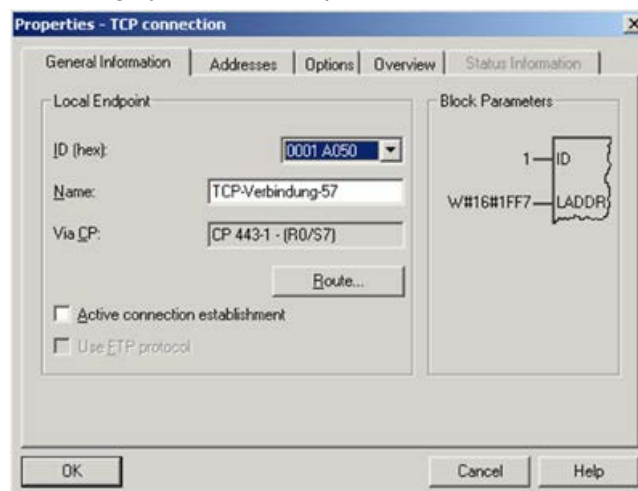 Properties - TCP connection
General Information Addresses Options Overview Status Information
Local Endpoint
ID (hex): 0001 A050
Name: TCP-Verbindung-57
Via CP: CP 443-1 - (R0/S7)
Route...
Active connection establishment
Use FTP protocol
Block Parameters
1 ID
W#16#1FF7 LADDR
OK Cancel Help